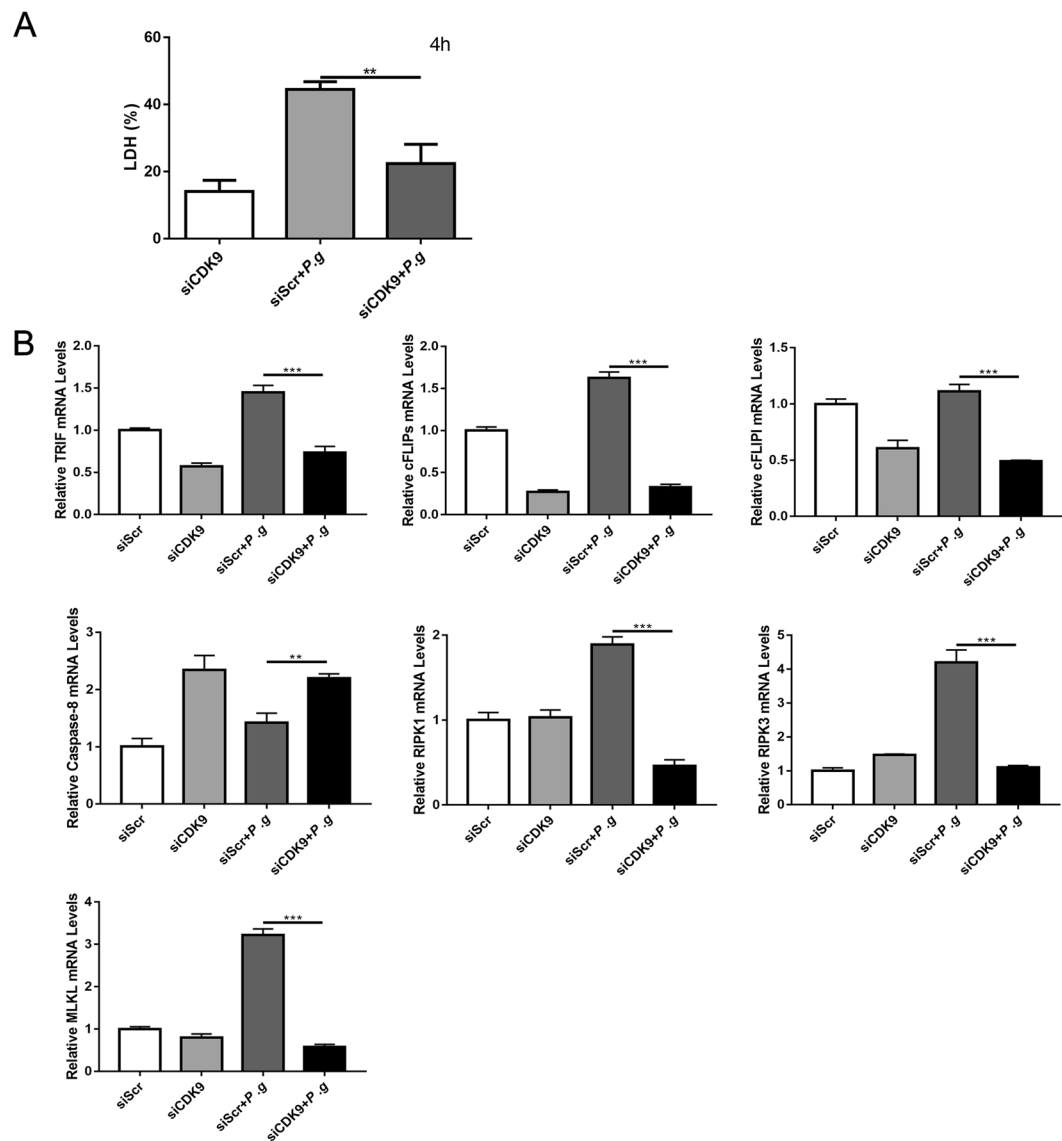 A
4h
LDH (%)
60
40
20
0
**
siCDK9
siScr+P.g
siCDK9+P.g
B
Relative TRIF mRNA Levels
2.0
1.5
1.0
0.5
0.0
***
siScr
siCDK9
siScr+P.g
siCDK9+P.g
Relative cFLIPs mRNA Levels
2.0
1.5
1.0
0.5
0.0
***
siScr
siCDK9
siScr+P.g
siCDK9+P.g
Relative cFLIPl mRNA Levels
1.5
1.0
0.5
0.0
***
siScr
siCDK9
siScr+P.g
siCDK9+P.g
Relative Caspase-8 mRNA Levels
3
2
1
0
**
siScr
siCDK9
siScr+P.g
siCDK9+P.g
Relative RIPK1 mRNA Levels
2
1
0
***
siScr
siCDK9
siScr+P.g
siCDK9+P.g
Relative RIPK3 mRNA Levels
5
4
3
2
1
0
***
siScr
siCDK9
siScr+P.g
siCDK9+P.g
Relative MLKL mRNA Levels
4
3
2
1
0
***
siScr
siCDK9
siScr+P.g
siCDK9+P.g